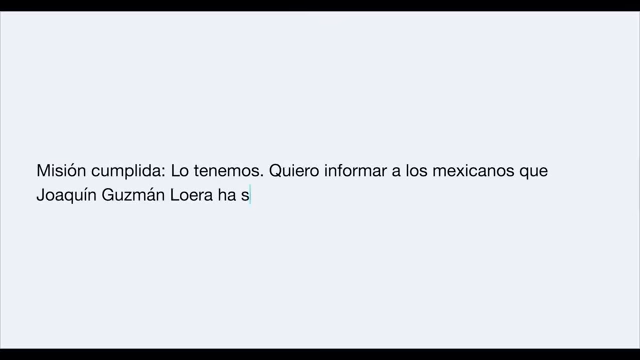 Misión cumplida: Lo tenemos. Quiero informar a los mexicanos que
Joaquín Guzmán Loera ha s